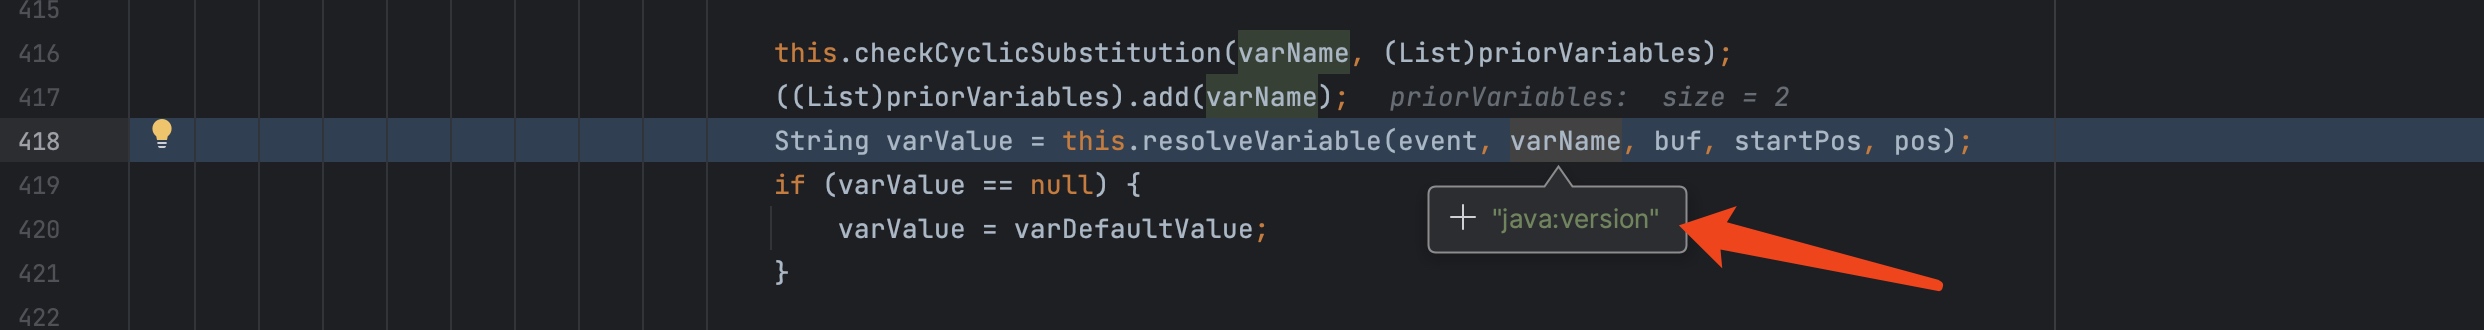 415
416 this.checkCyclicSubstitution(varName, (List)priorVariables);
417 ((List)priorVariables).add(varName); priorVariables: size = 2
418 String varValue = this.resolveVariable(event, varName, buf, startPos, pos);
419 if (varValue == null) {
"java:version"
420 varValue = varDefaultValue;
421 }
422